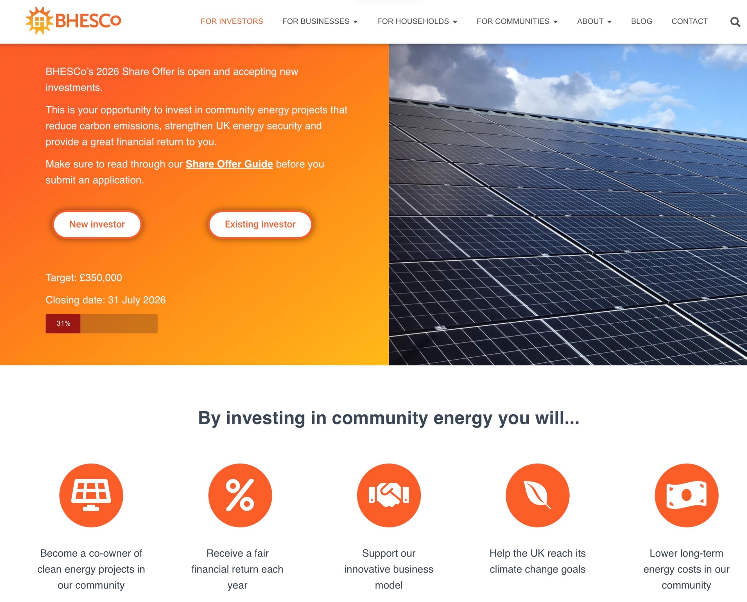 BHESCo
FOR INVESTORS
FOR BUSINESSES
FOR HOUSEHOLDS
FOR COMMUNITIES
ABOUT
BLOG
CONTACT
BHESCo's 2026 Share Offer is open and accepting new
investments.
This is your opportunity to invest in community energy projects that
reduce carbon emissions, strengthen UK energy security and
provide a great financial return to you.
Make sure to read through our Share Offer Guide before you
submit an application.
New investor
Existing investor
Target: £350,000
Closing date: 31 July 2026
31%
By investing in community energy you will...
Become a co-owner of
clean energy projects in
our community
Receive a fair
financial return each
year
Support our
innovative business
model
Help the UK reach its
climate change goals
Lower long-term
energy costs in our
community